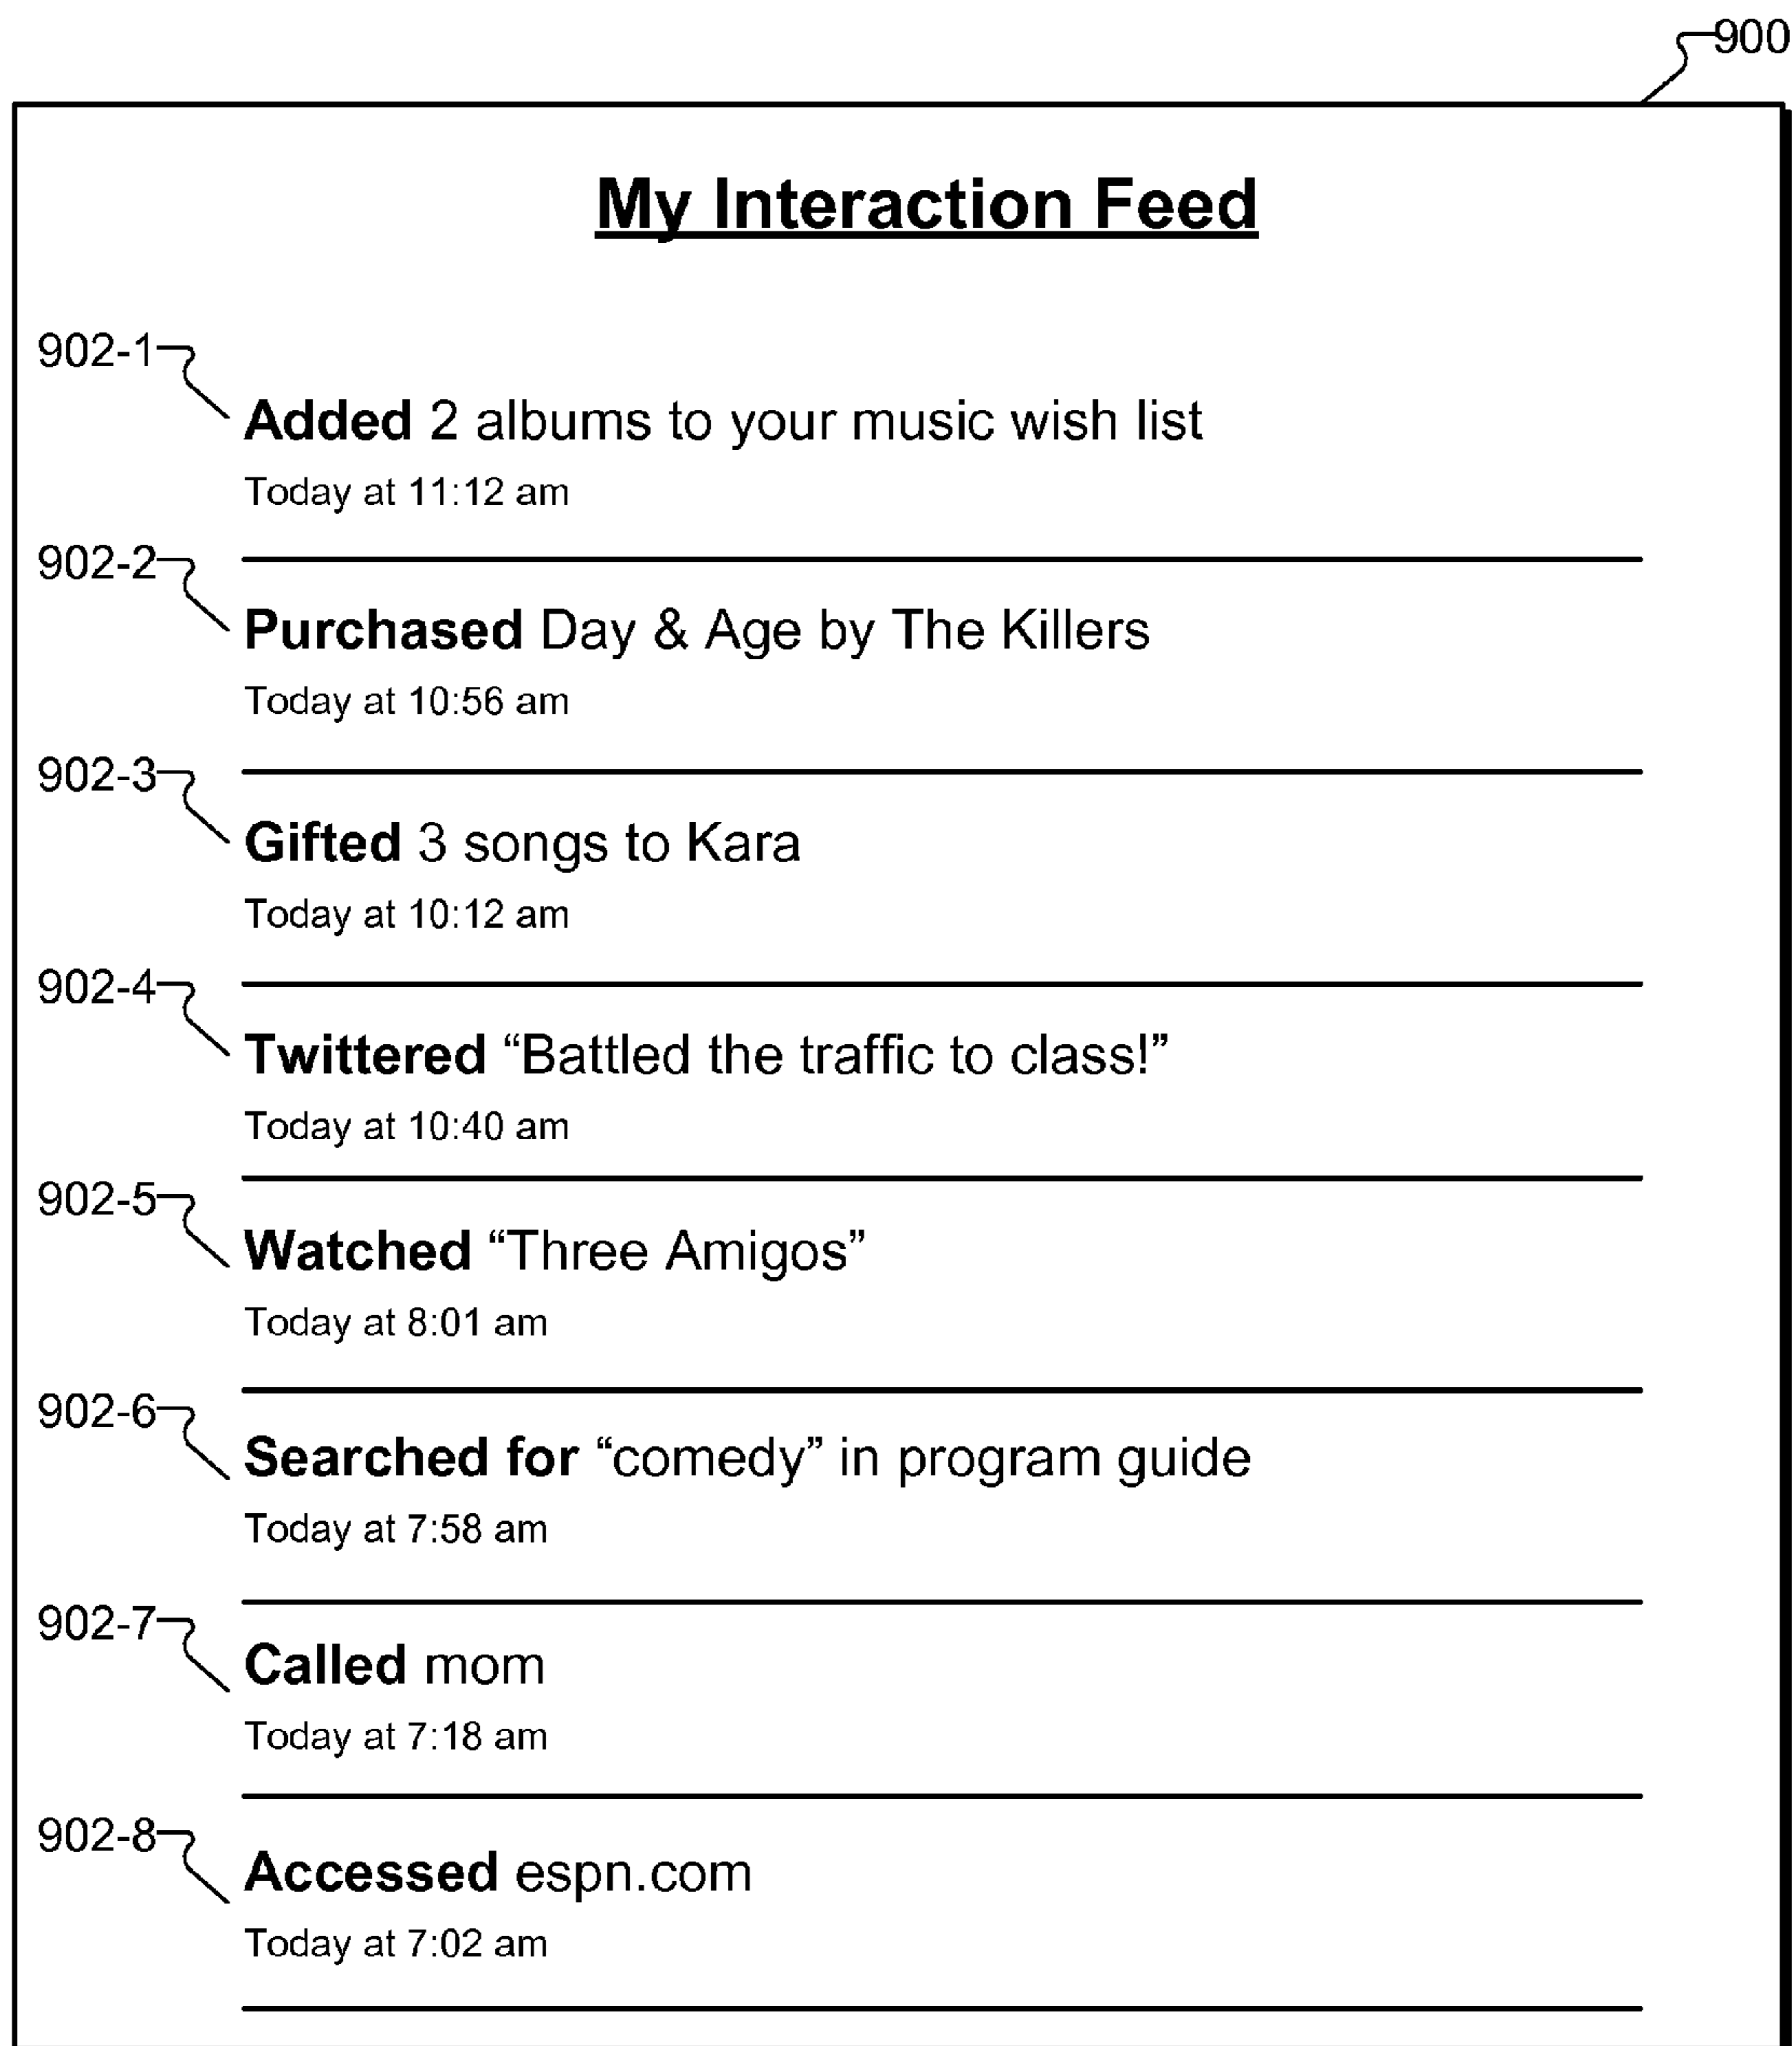 900
My Interaction Feed
902-1
Added 2 albums to your music wish list
Today at 11:12 am
902-2
Purchased Day & Age by The Killers
Today at 10:56 am
902-3
Gifted 3 songs to Kara
Today at 10:12 am
902-4
Twittered “Battled the traffic to class!”
Today at 10:40 am
902-5
Watched “Three Amigos”
Today at 8:01 am
902-6
Searched for “comedy” in program guide
Today at 7:58 am
902-7
Called mom
Today at 7:18 am
902-8
Accessed espn.com
Today at 7:02 am